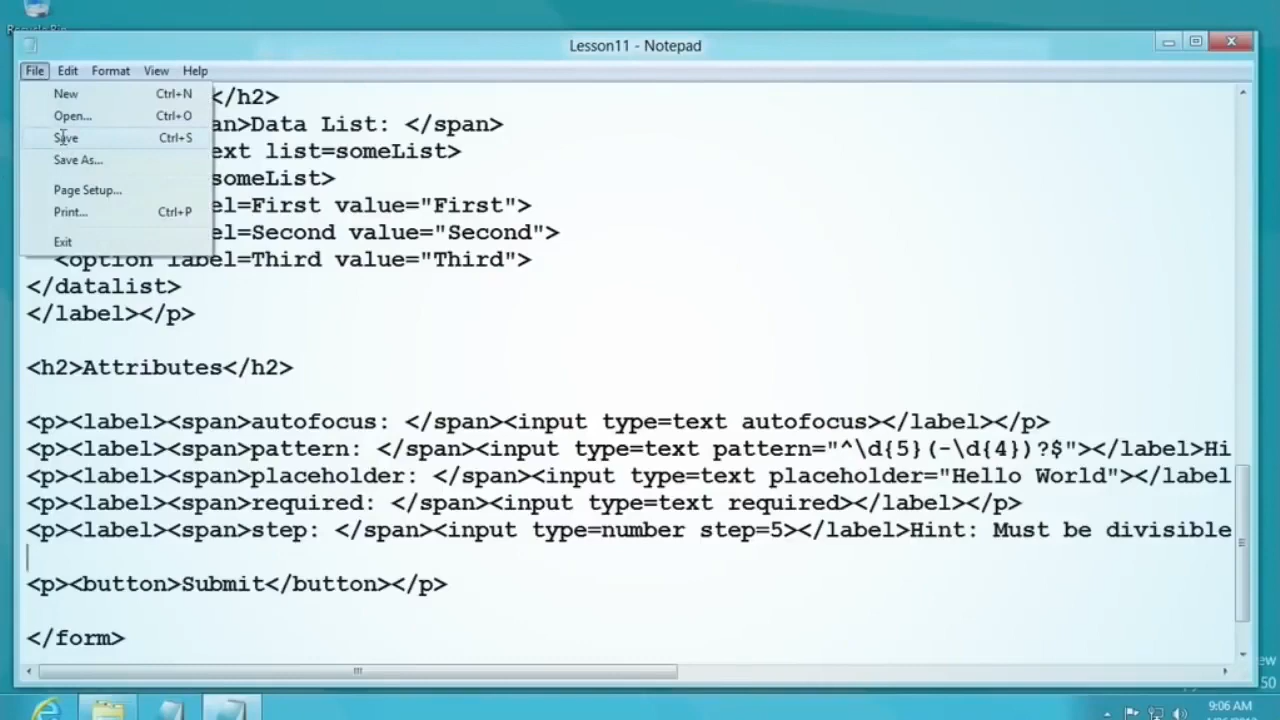 Lesson11 - Notepad
File Edit Format View Help
New Ctrl+N
Open... Ctrl+O
Save Ctrl+S
Save As...
Page Setup...
Print... Ctrl+P
Exit
</h2>
an>Data List: </span>
ext list=someList>
someList>
el=First value="First">
el=Second value="Second">
<option label=Third value="Third">
</datalist>
</label></p>
<h2>Attributes</h2>
<p><label><span>autofocus: </span><input type=text autofocus></label></p>
<p><label><span>pattern: </span><input type=text pattern="^\d{5}(-\d{4})?$"></label>Hi
<p><label><span>placeholder: </span><input type=text placeholder="Hello World"></label
<p><label><span>required: </span><input type=text required></label></p>
<p><label><span>step: </span><input type=number step=5></label>Hint: Must be divisible
<p><button>Submit</button></p>
</form>
ew
50
9:06 AM